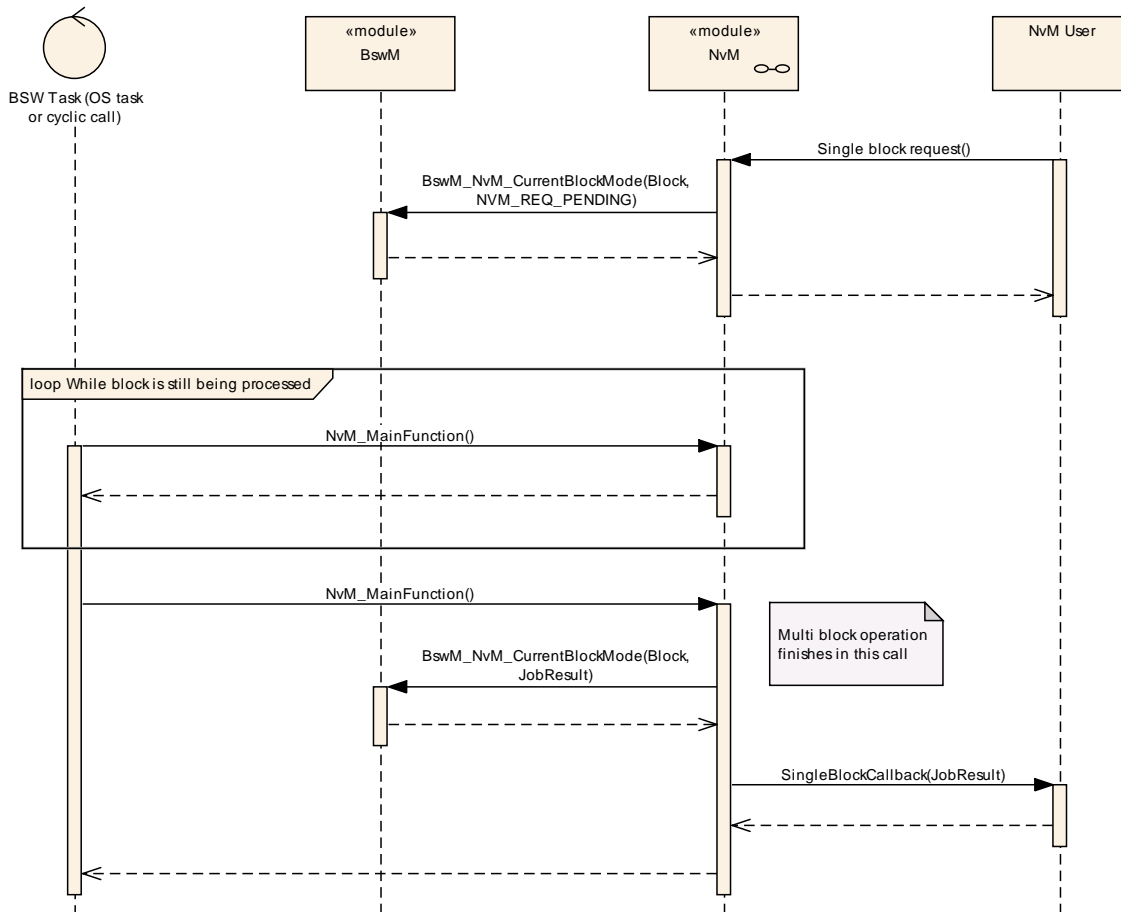 «module»
BswM
«module»
NvM
NvM User
BSW Task (OS task
or cyclic call)
Single block request()
BswM_NvM_CurrentBlockMode(Block,
NVM_REQ_PENDING)
loop While block is still being processed
NvM_MainFunction()
NvM_MainFunction()
Multi block operation
finishes in this call
BswM_NvM_CurrentBlockMode(Block,
JobResult)
SingleBlockCallback(JobResult)